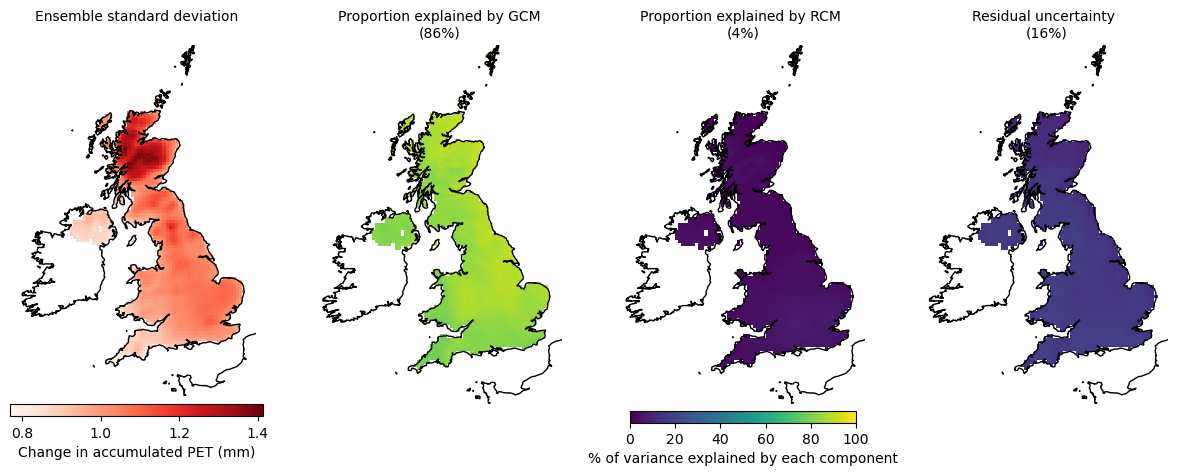 Ensemble standard deviation
Proportion explained by GCM
(86%)
Proportion explained by RCM
(4%)
Residual uncertainty
(16%)
0.8 1.0 1.2 1.4
Change in accumulated PET (mm)
0 20 40 60 80 100
% of variance explained by each component